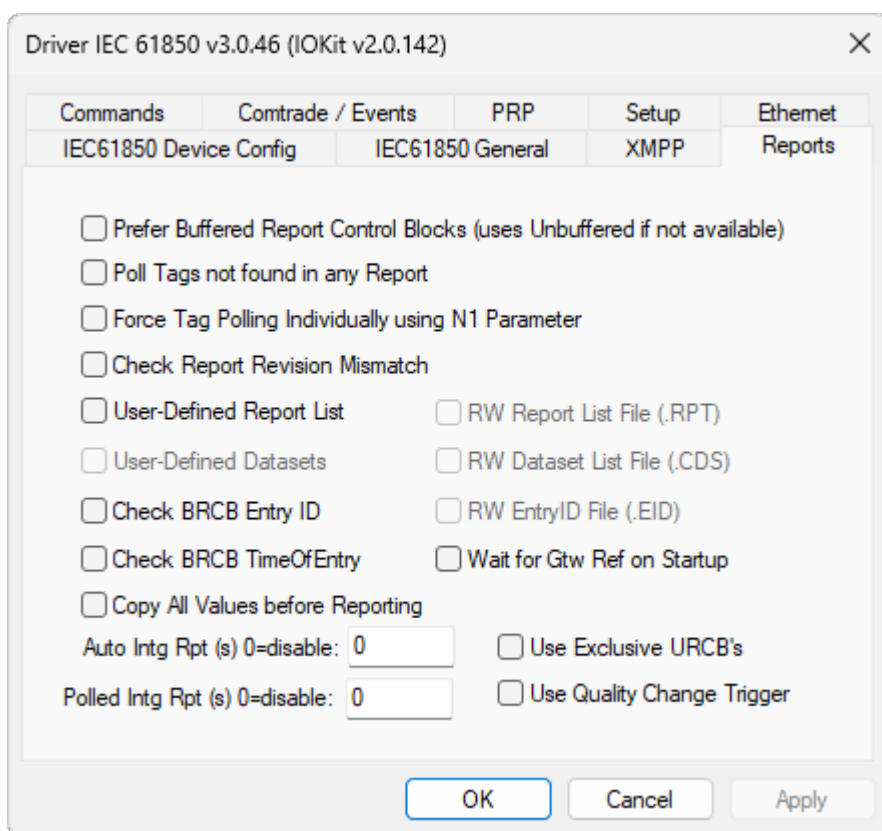 Driver IEC 61850 v3.0.46 (IOKit v2.0.142)
Commands Comtrade / Events PRP Setup Ethernet
IEC61850 Device Config IEC61850 General XMPP Reports
Prefer Buffered Report Control Blocks (uses Unbuffered if not available)
Poll Tags not found in any Report
Force Tag Polling Individually using N1 Parameter
Check Report Revision Mismatch
User-Defined Report List RW Report List File (.RPT)
User-Defined Datasets RW Dataset List File (.CDS)
Check BRCB Entry ID RW EntryID File (.EID)
Check BRCB TimeOfEntry Wait for Gtw Ref on Startup
Copy All Values before Reporting
Auto Intg Rpt (s) 0=disable: 0 Use Exclusive URCB's
Polled Intg Rpt (s) 0=disable: 0 Use Quality Change Trigger
OK Cancel Apply